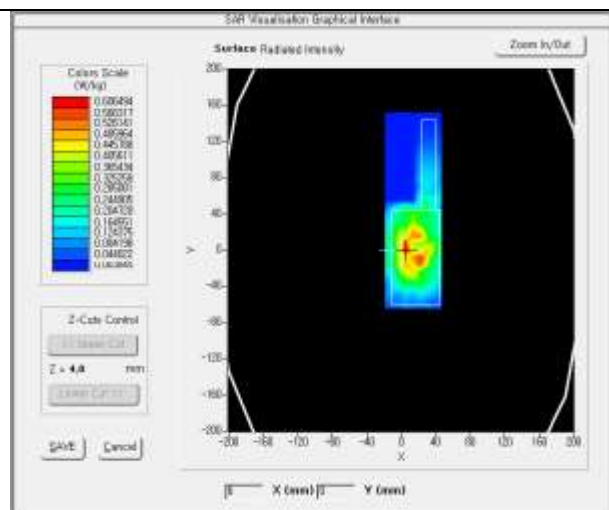 SAR Visualisation Graphical Interface
Surface Radiated Intensity
Zoom In/Out
Colors Scale
(W/kg)
0.606494
0.566317
0.526141
0.485964
0.445788
0.405611
0.365434
0.325258
0.285081
0.244905
0.204728
0.164551
0.124375
0.084198
0.044022
200
160
120
80
40
0
-40
-80
-120
-160
-200
Y
-200
-160
-120
-80
-40
0
40
80
120
160
200
X
Z-Cuts Control
Z = 4,0 mm
SAVE
Cancel
X (mm)
Y (mm)